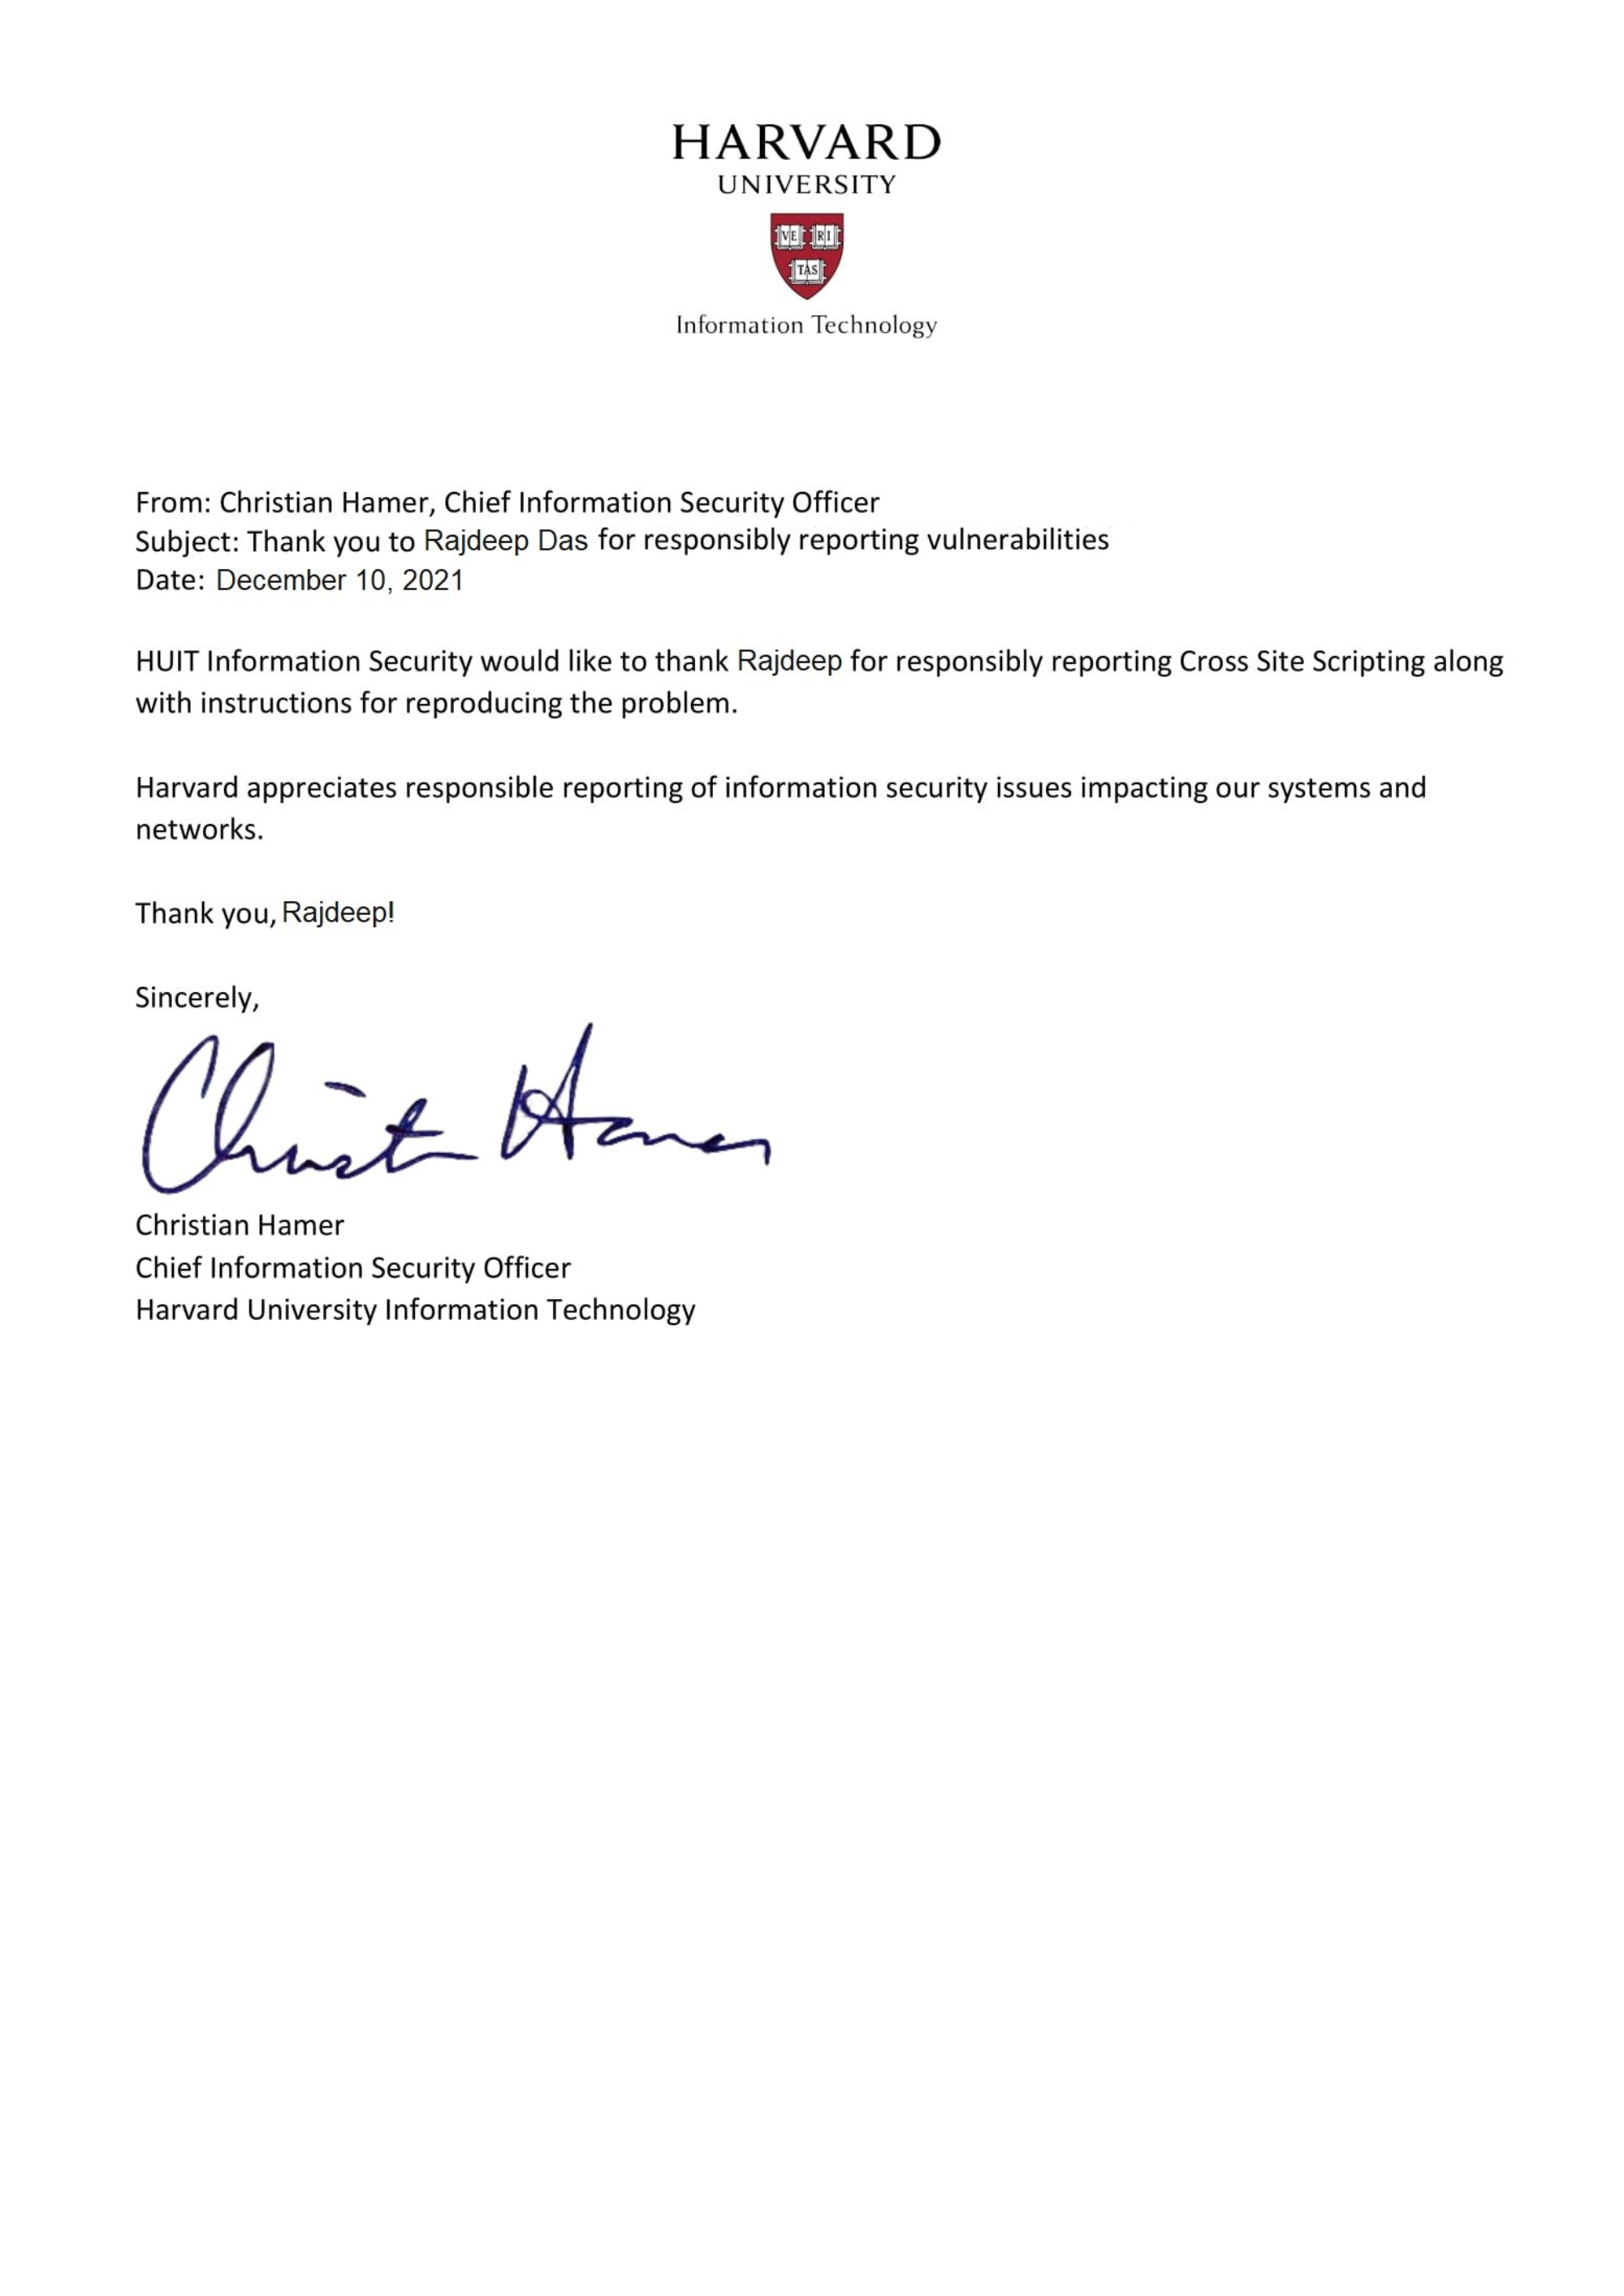 HARVARD
UNIVERSITY
VE RI
TAS
Information Technology
From: Christian Hamer, Chief Information Security Officer
Subject: Thank you to Rajdeep Das for responsibly reporting vulnerabilities
Date: December 10, 2021
HUIT Information Security would like to thank Rajdeep for responsibly reporting Cross Site Scripting along
with instructions for reproducing the problem.
Harvard appreciates responsible reporting of information security issues impacting our systems and
networks.
Thank you, Rajdeep!
Sincerely,
Christian Hamer
Christian Hamer
Chief Information Security Officer
Harvard University Information Technology